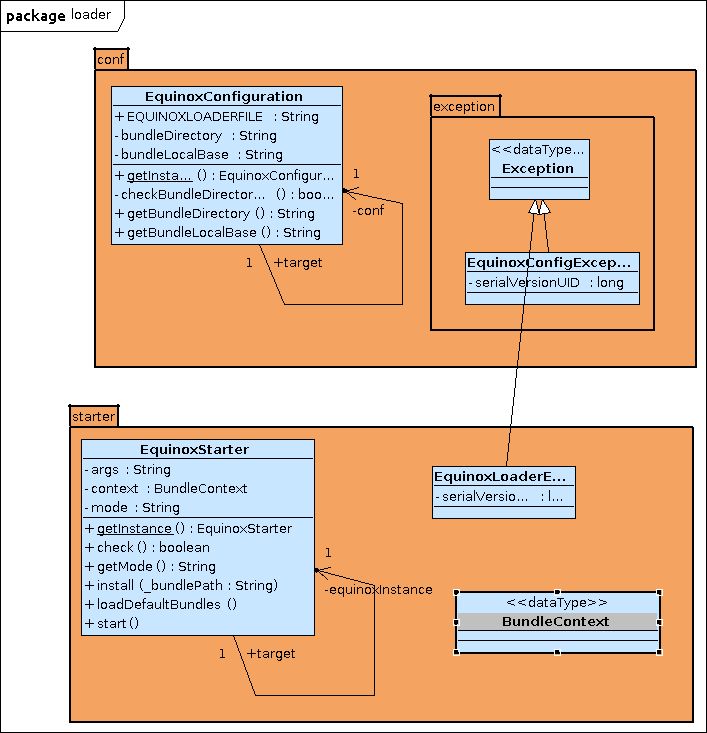 package loader
conf
EquinoxConfiguration
+ EQUINOXLOADERFILE : String
- bundleDirectory : String
- bundleLocalBase : String
+ getInsta... () : EquinoxConfigur...
- checkBundleDirector... () : boo...
+ getBundleDirectory () : String
+ getBundleLocalBase () : String
1
-conf
1 +target
exception
<<dataType...
Exception
EquinoxConfigExcep...
- serialVersionUID : long
starter
EquinoxStarter
- args : String
- context : BundleContext
- mode : String
+ getInstance () : EquinoxStarter
+ check () : boolean
+ getMode () : String
+ install (_bundlePath : String)
+ loadDefaultBundles ()
+ start ()
1
-equinoxInstance
1 +target
EquinoxLoaderE...
- serialVersio... : l...
<<dataType>>
BundleContext